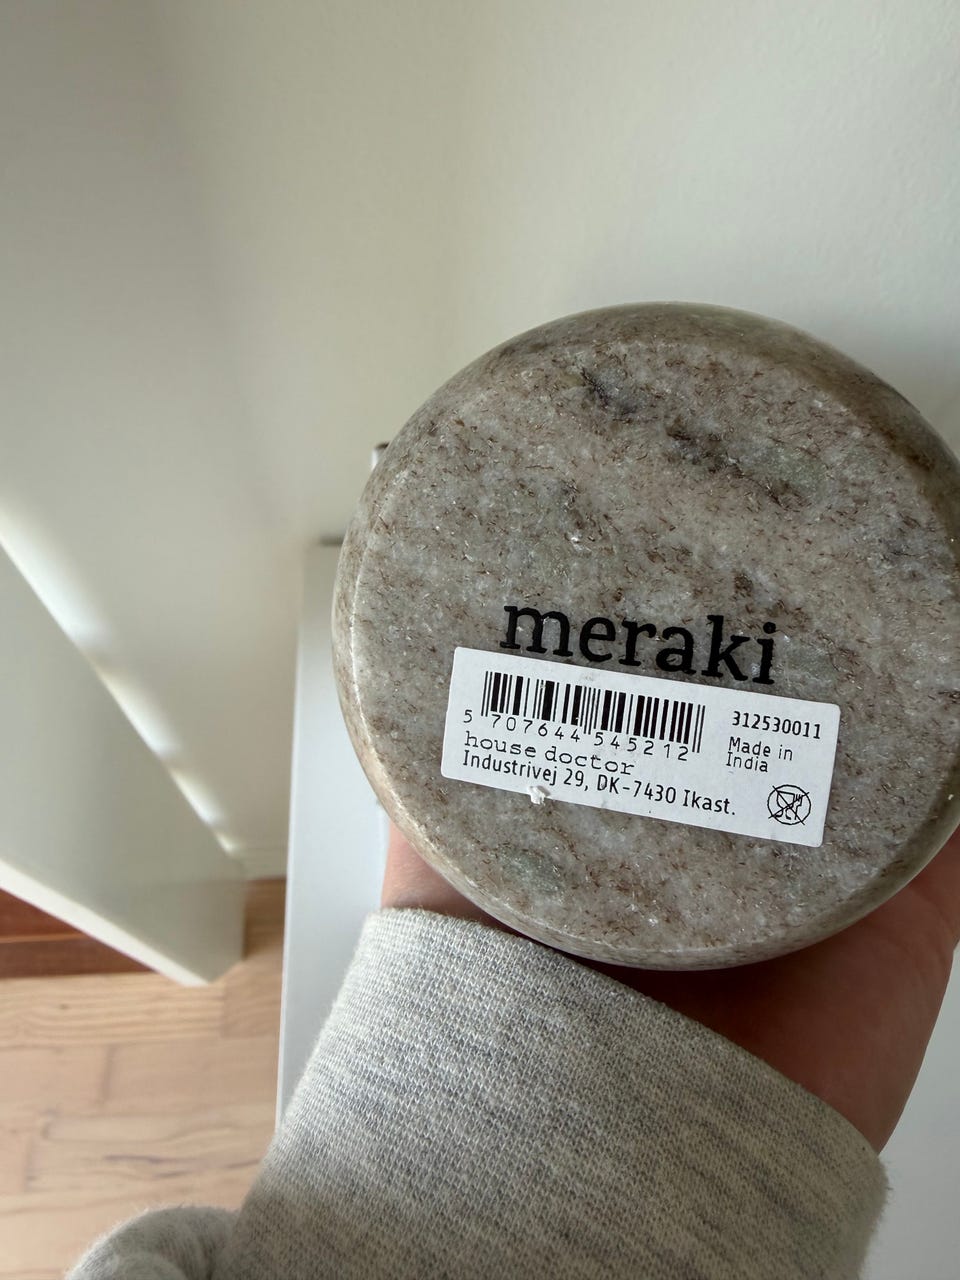 meraki
5 707644 545212
312530011
Made in
India
house doctor
Industrivej 29, DK-7430 Ikast.